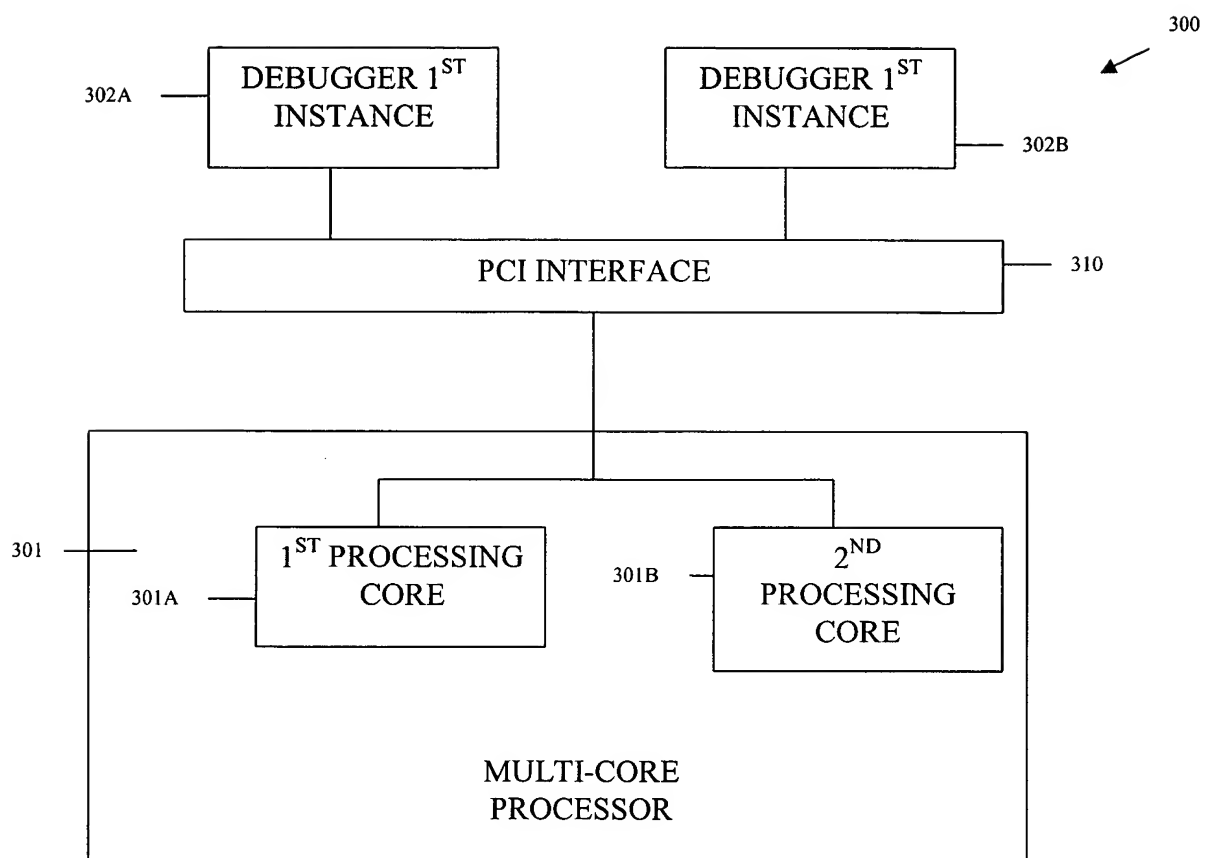 300
DEBUGGER 1ST
INSTANCE
302A
DEBUGGER 1ST
INSTANCE
302B
PCI INTERFACE
310
301
1ST PROCESSING
CORE
301A
2ND
PROCESSING
CORE
301B
MULTI-CORE
PROCESSOR